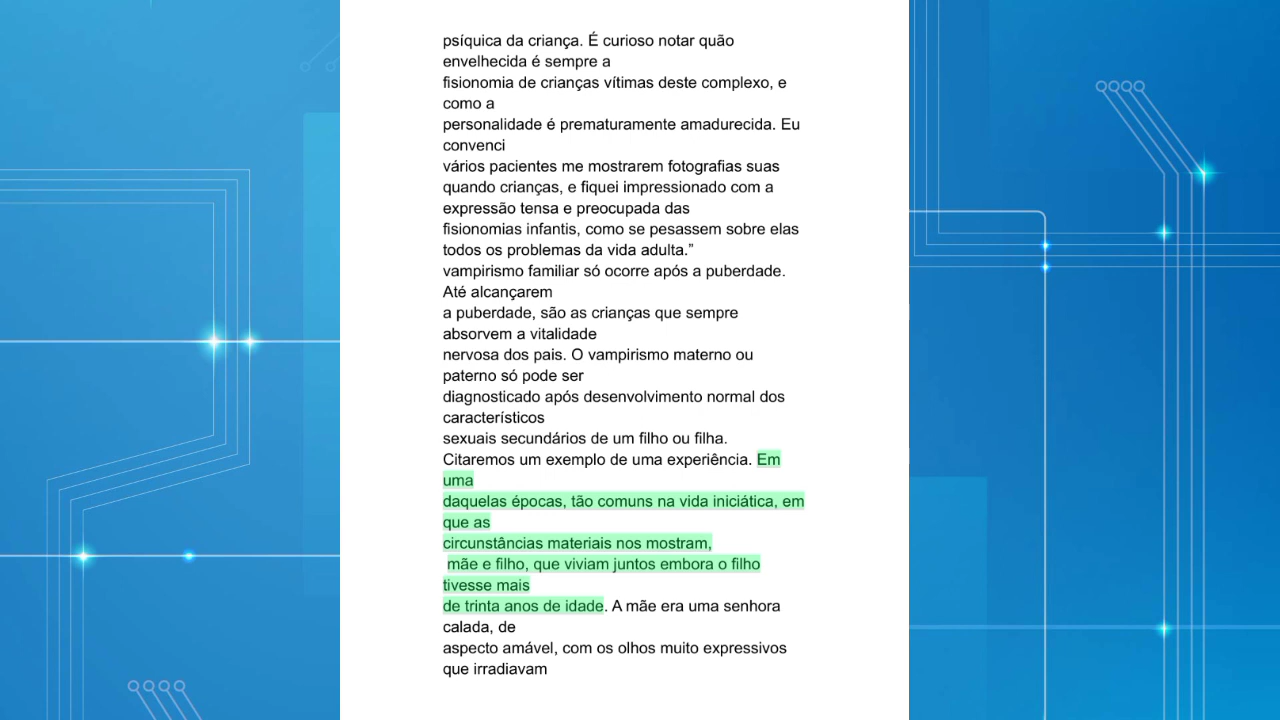 psíquica da criança. É curioso notar quão
envelhecida é sempre a
fisionomia de crianças vítimas deste complexo, e
como a
personalidade é prematuramente amadurecida. Eu
convenci
vários pacientes me mostrarem fotografias suas
quando crianças, e fiquei impressionado com a
expressão tensa e preocupada das
fisionomias infantis, como se pesassem sobre elas
todos os problemas da vida adulta.”
vampirismo familiar só ocorre após a puberdade.
Até alcançarem
a puberdade, são as crianças que sempre
absorvem a vitalidade
nervosa dos pais. O vampirismo materno ou
paterno só pode ser
diagnosticado após desenvolvimento normal dos
característicos
sexuais secundários de um filho ou filha.
Citaremos um exemplo de uma experiência. Em
uma
daquelas épocas, tão comuns na vida iniciática, em
que as
circunstâncias materiais nos mostram,
mãe e filho, que viviam juntos embora o filho
tivesse mais
de trinta anos de idade. A mãe era uma senhora
calada, de
aspecto amável, com os olhos muito expressivos
que irradiavam